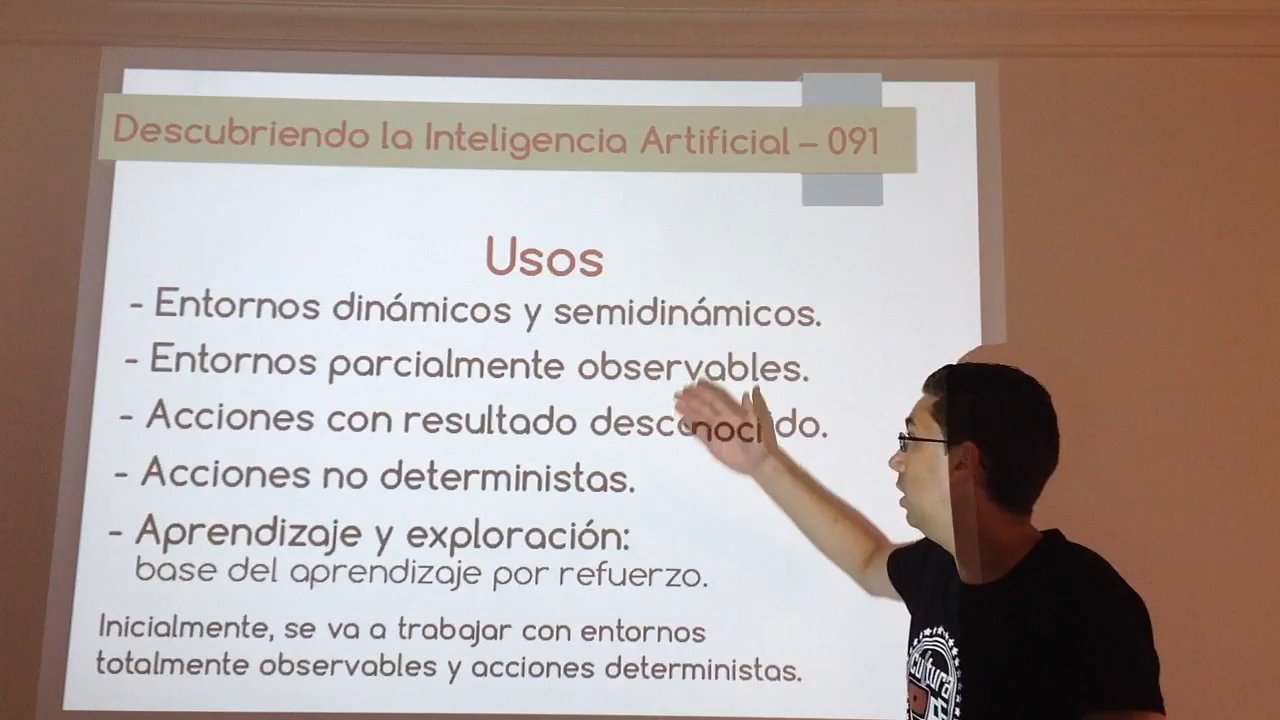 Descubriendo la Inteligencia Artificial – 091
Usos
- Entornos dinámicos y semidinámicos.
- Entornos parcialmente observables.
- Acciones con resultado desconocido.
- Acciones no deterministas.
- Aprendizaje y exploración:
base del aprendizaje por refuerzo.
Inicialmente, se va a trabajar con entornos
totalmente observables y acciones deterministas.
cultura